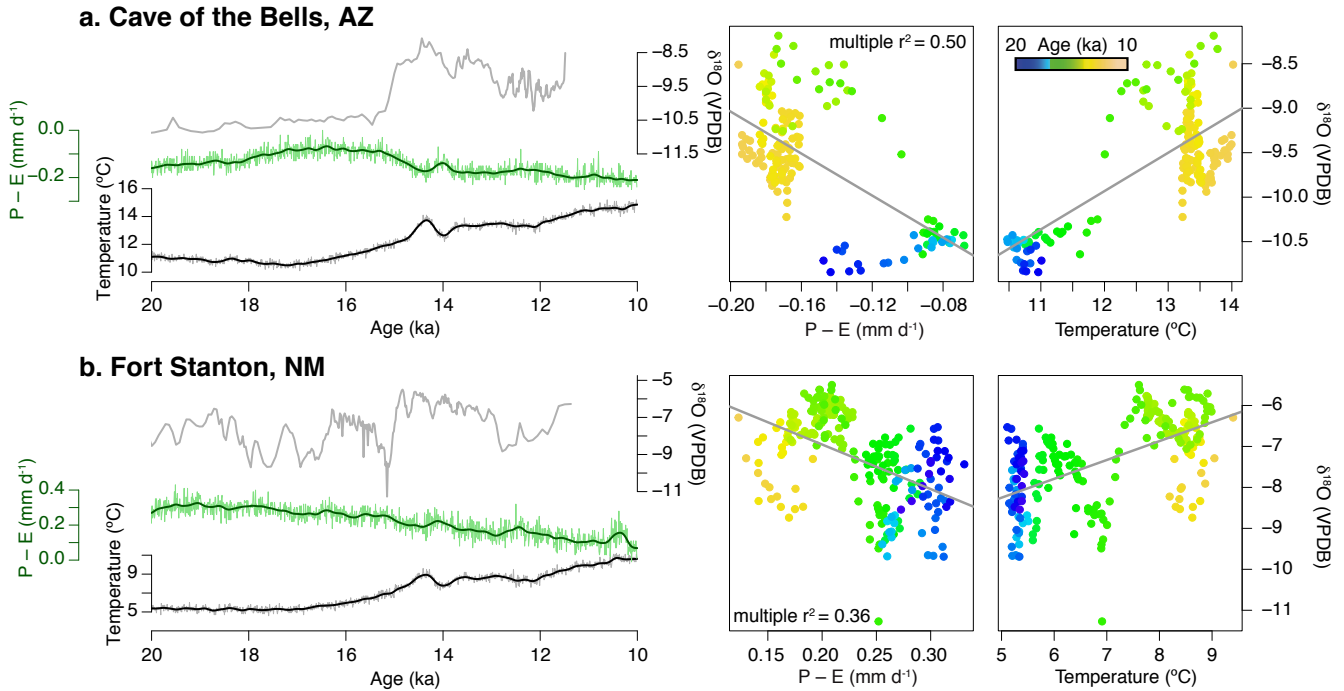 a. Cave of the Bells, AZ
P – E (mm d⁻¹)
0.0
−0.2
Temperature (ºC)
16
14
12
10
−8.5
−9.5
−10.5
−11.5
δ¹⁸O (VPDB)
20 18 16 14 12 10
Age (ka)
multiple r² = 0.50
−0.20 −0.16 −0.12 −0.08
P – E (mm d⁻¹)
20 Age (ka) 10
11 12 13 14
Temperature (ºC)
−8.5
−9.0
−9.5
−10.0
−10.5
δ¹⁸O (VPDB)
b. Fort Stanton, NM
P – E (mm d⁻¹)
0.4
0.2
0.0
Temperature (ºC)
9
5
−5
−7
−9
−11
δ¹⁸O (VPDB)
20 18 16 14 12 10
Age (ka)
multiple r² = 0.36
0.15 0.20 0.25 0.30
P – E (mm d⁻¹)
5 6 7 8 9
Temperature (ºC)
−6
−7
−8
−9
−10
−11
δ¹⁸O (VPDB)